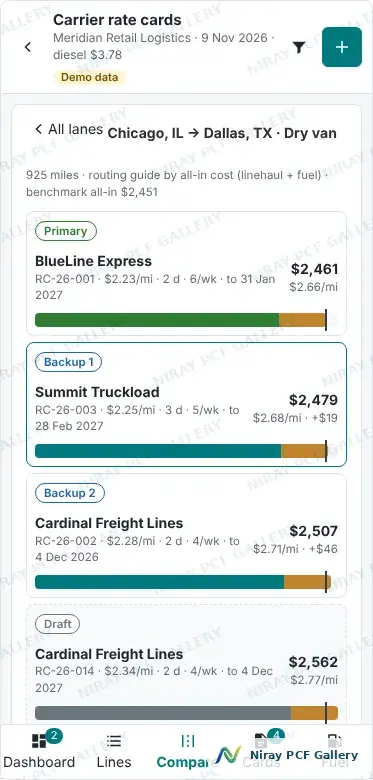 Carrier rate cards
Meridian Retail Logistics · 9 Nov 2026 ·
diesel $3.78
Demo data
All lanes
Chicago, IL → Dallas, TX · Dry van
925 miles · routing guide by all-in cost (linehaul + fuel) ·
benchmark all-in $2,451
Primary
BlueLine Express
$2,461
RC-26-001 · $2.23/mi · 2 d · 6/wk · to 31 Jan
2027
$2.66/mi
Backup 1
Summit Truckload
$2,479
RC-26-003 · $2.25/mi · 3 d · 5/wk · to
28 Feb 2027
$2.68/mi · +$19
Backup 2
Cardinal Freight Lines
$2,507
RC-26-002 · $2.28/mi · 2 d · 4/wk · to
4 Dec 2026
$2.71/mi · +$46
Draft
Cardinal Freight Lines
$2,562
RC-26-014 · $2.34/mi · 2 d · 4/wk · to 4 Dec
2027
$2.77/mi
2
4
Dashboard
Lines
Compar
Cards
Fuel
Niray PCF Gallery
NIRAY PCF GALLERY